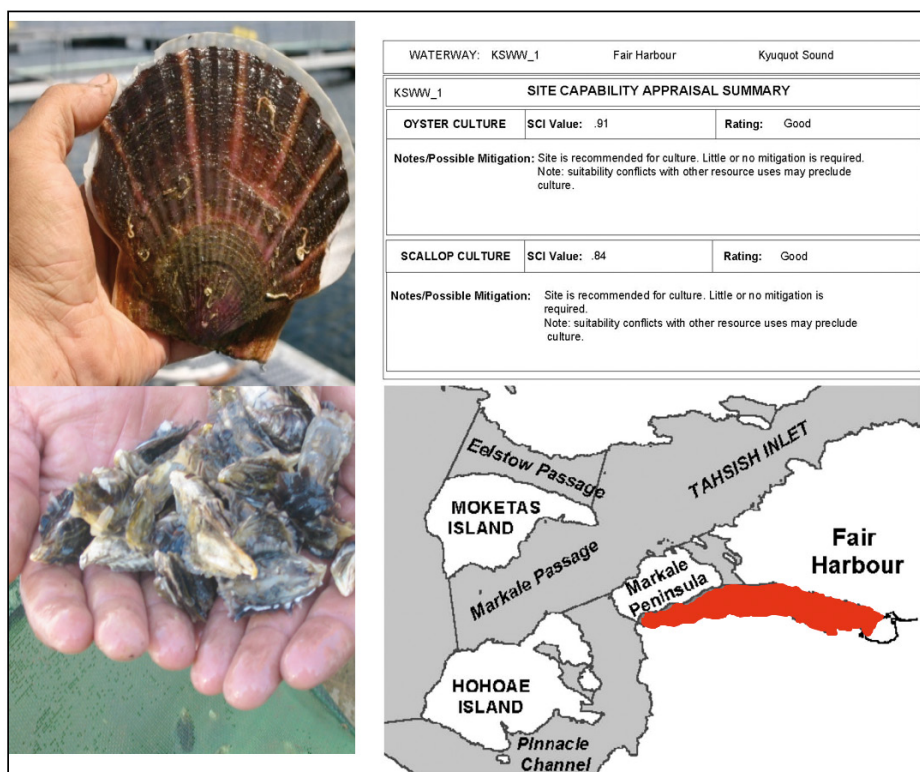 WATERWAY: KSWW_1 Fair Harbour Kyuquot Sound
KSWW_1 SITE CAPABILITY APPRAISAL SUMMARY
OYSTER CULTURE SCI Value: .91 Rating: Good
Notes/Possible Mitigation: Site is recommended for culture. Little or no mitigation is required.
Note: suitability conflicts with other resource uses may preclude
culture.
SCALLOP CULTURE SCI Value: .84 Rating: Good
Notes/Possible Mitigation: Site is recommended for culture. Little or no mitigation is
required.
Note: suitability conflicts with other resource uses may preclude
culture.
Eelstow Passage
TAHSISH INLET
MOKETAS
ISLAND
Markale Passage
Markale
Peninsula
Fair
Harbour
HOHOAE
ISLAND
Pinnacle
Channel